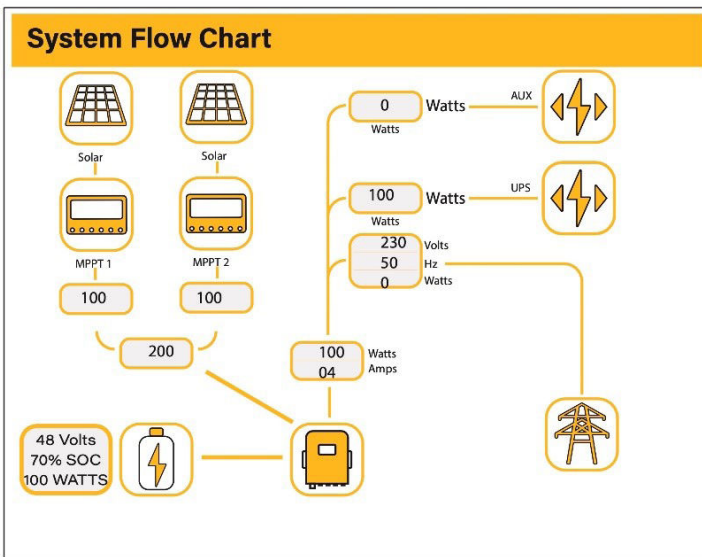 System Flow Chart
Solar
Solar
MPPT 1
MPPT 2
100
100
200
48 Volts
70% SOC
100 WATTS
0 Watts
Watts
AUX
100 Watts
Watts
UPS
230 Volts
50 Hz
0 Watts
100 Watts
04 Amps